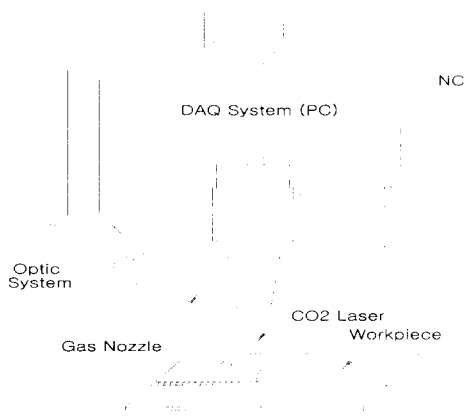 NC
DAQ System (PC)
Optic
System
CO2 Laser
Workpiece
Gas Nozzle